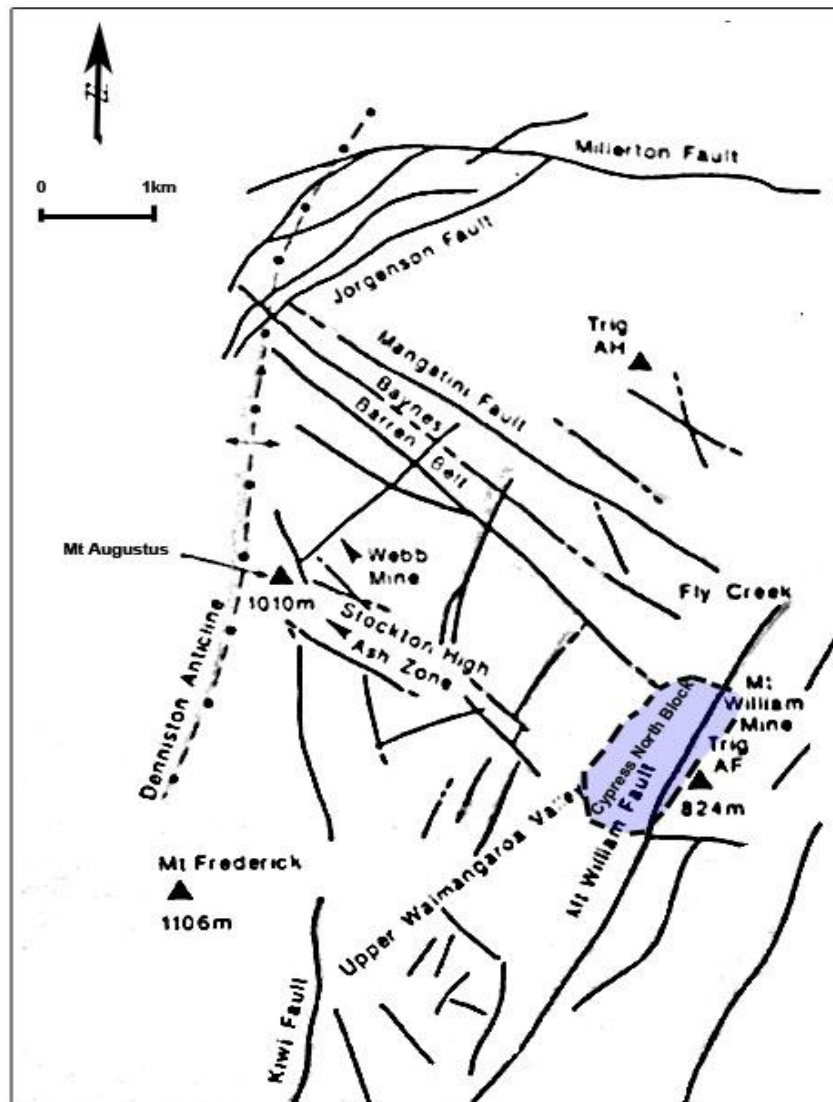 N
0 1km
Millerton Fault
Jorgenson Fault
Trig
AH
Mangatini Fault
Baynes
Barren
Belt
Mt Augustus
1010m
Webb
Mine
Stockton High
Ash Zone
Fly Creek
Denniston Anticline
Mt
William
Mine
Trig
AF
824m
Cypress North Block
Mt William Fault
Upper Waimangaroa Valley
Mt Frederick
1106m
Kiwi Fault